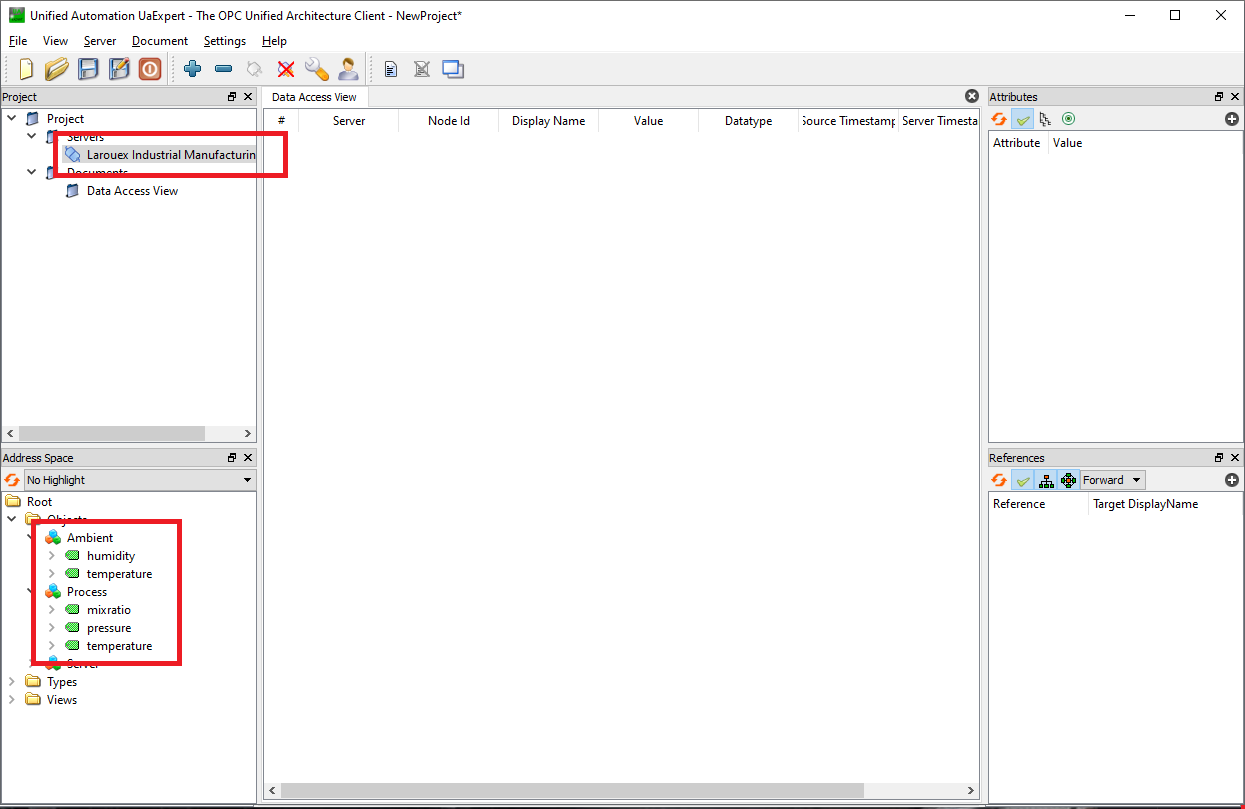 Unified Automation UaExpert - The OPC Unified Architecture Client - NewProject*
File View Server Document Settings Help
Project
Project
Servers
Larouex Industrial Manufacturin
Documents
Data Access View
Data Access View
# Server Node Id Display Name Value Datatype Source Timestamp Server Timesta
Attributes
Attribute Value
Address Space
No Highlight
Root
Objects
Ambient
humidity
temperature
Process
mixratio
pressure
temperature
Server
Types
Views
References
Forward
Reference Target DisplayName